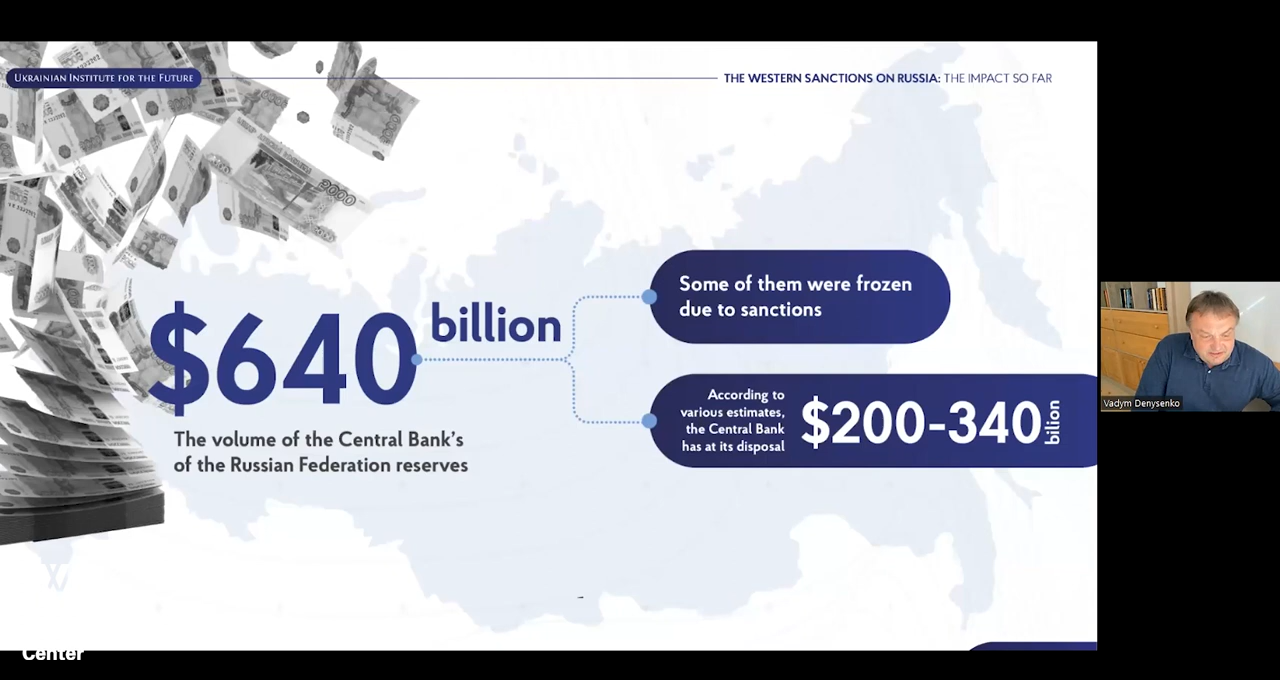 UKRAINIAN INSTITUTE FOR THE FUTURE
THE WESTERN SANCTIONS ON RUSSIA: THE IMPACT SO FAR
$640 billion
The volume of the Central Bank's
of the Russian Federation reserves
Some of them were frozen
due to sanctions
According to
various estimates,
the Central Bank
has at its disposal
$200-340 bilion
Vadym Denysenko
Center